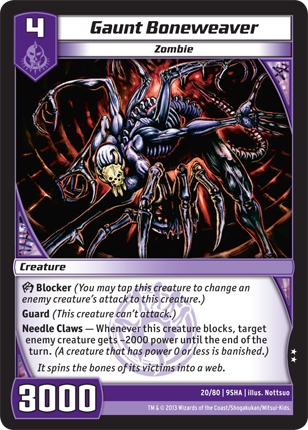 4
Gaunt Boneweaver
Zombie
Creature
Blocker (You may tap this creature to change an
enemy creature's attack to this creature.)
Guard (This creature can't attack.)
Needle Claws — Whenever this creature blocks, target
enemy creature gets -2000 power until the end of the
turn. (A creature that has power 0 or less is banished.)
It spins the bones of its victims into a web.
3000
20/80 | 9SHA | illus. Nottsuo
TM & © 2013 Wizards of the Coast/Shogakukan/Mitsui-Kids.